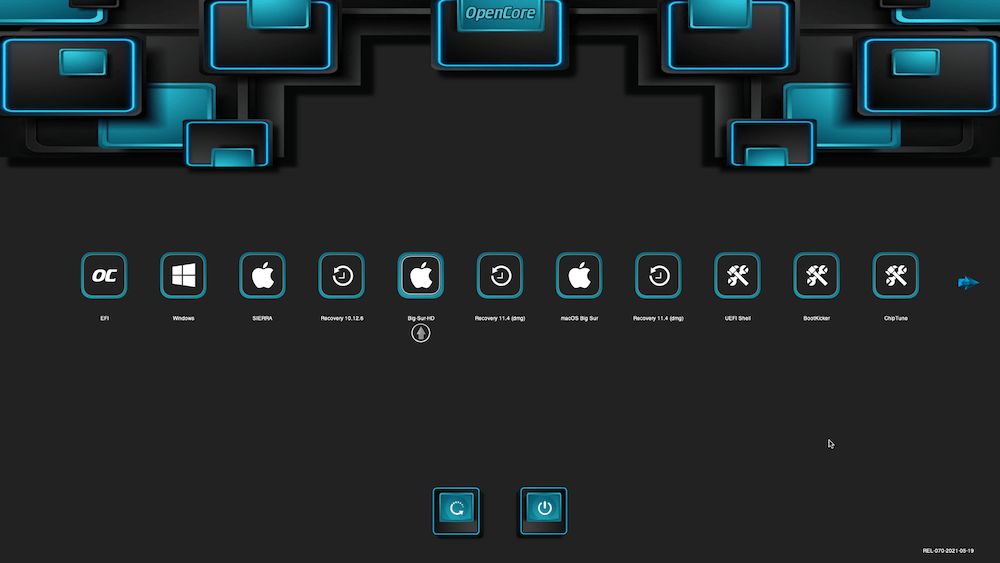 OpenCore
OC
EFI
Windows
SIERRA
Recovery 10.12.6
Big-Sur-HD
Recovery 11.4 (dmg)
macOS Big Sur
Recovery 11.4 (dmg)
UEFI Shell
BootKicker
ChipTune
REL-070-2021-05-19